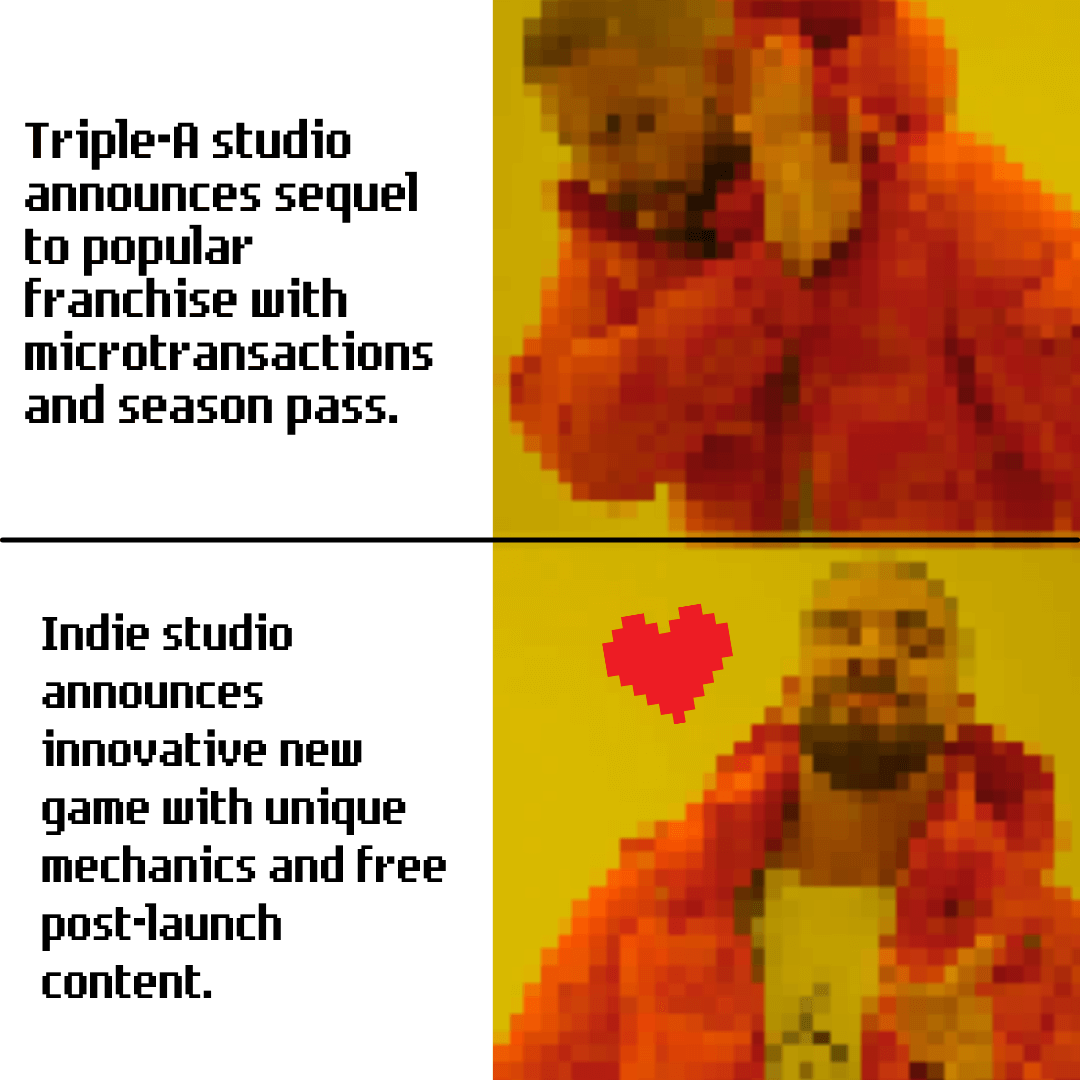 Triple-A studio
announces sequel
to popular
franchise with
microtransactions
and season pass.
Indie studio
announces
innovative new
game with unique
mechanics and free
post-launch
content.